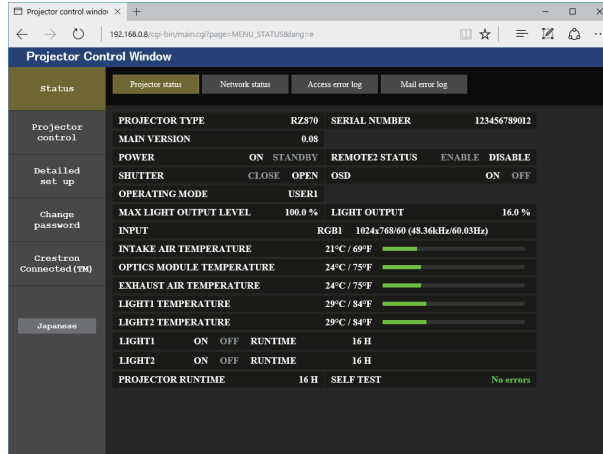 Projector control windo
192.168.0.8/cgi-bin/main.cgi?page=MENU_STATUS&lang=e
Projector Control Window
Status
Projector status Network status Access error log Mail error log
Projector control
Detailed set up
Change password
Crestron Connected(TM)
Japanese
PROJECTOR TYPE RZ870 SERIAL NUMBER 123456789012
MAIN VERSION 0.08
POWER ON STANDBY REMOTE2 STATUS ENABLE DISABLE
SHUTTER CLOSE OPEN OSD ON OFF
OPERATING MODE USER1
MAX LIGHT OUTPUT LEVEL 100.0 % LIGHT OUTPUT 16.0 %
INPUT RGB1 1024x768/60 (48.36kHz/60.03Hz)
INTAKE AIR TEMPERATURE 21°C / 69°F
OPTICS MODULE TEMPERATURE 24°C / 75°F
EXHAUST AIR TEMPERATURE 24°C / 75°F
LIGHT1 TEMPERATURE 29°C / 84°F
LIGHT2 TEMPERATURE 29°C / 84°F
LIGHT1 ON OFF RUNTIME 16 H
LIGHT2 ON OFF RUNTIME 16 H
PROJECTOR RUNTIME 16 H SELF TEST No errors